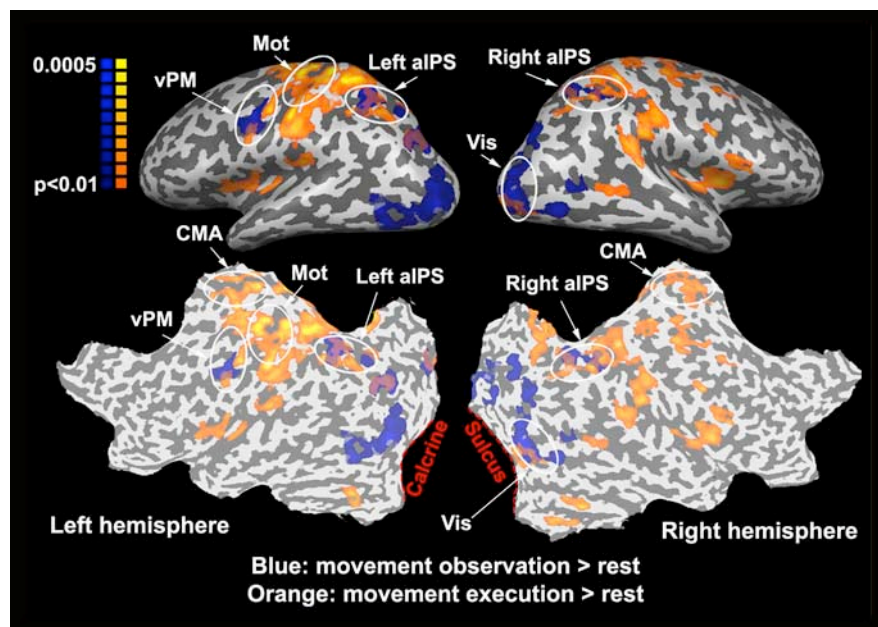 0.0005
p<0.01
vPM
Mot
Left aIPS
Right aIPS
Vis
CMA
Mot
Left aIPS
vPM
Right aIPS
CMA
Calcrine
Sulcus
Vis
Left hemisphere
Right hemisphere
Blue: movement observation > rest
Orange: movement execution > rest